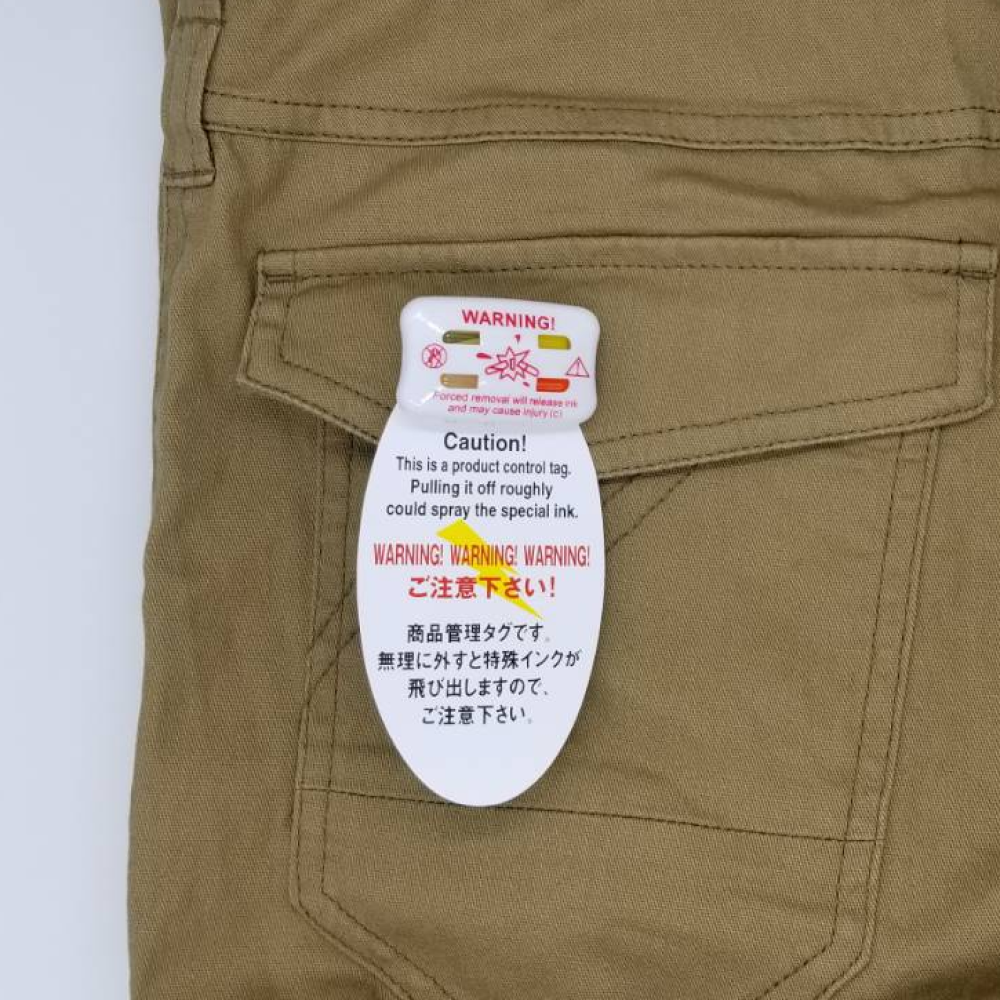 WARNING!
Forced removal will release ink
and may cause injury (c)
Caution!
This is a product control tag.
Pulling it off roughly
could spray the special ink.
WARNING! WARNING! WARNING!
ご注意下さい!
商品管理タグです。
無理に外すと特殊インクが
飛び出しますので、
ご注意下さい。